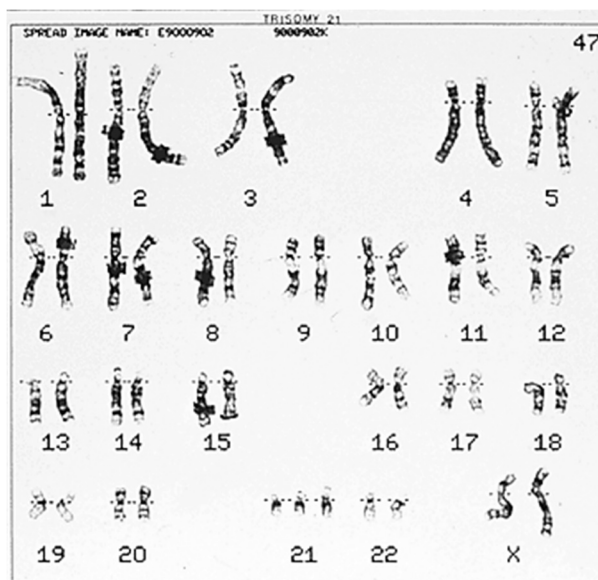 TRISOMY 21
SPREAD IMAGE NAME: E9000902 9000902K
47
1 2 3 4 5
6 7 8 9 10 11 12
13 14 15 16 17 18
19 20 21 22 X